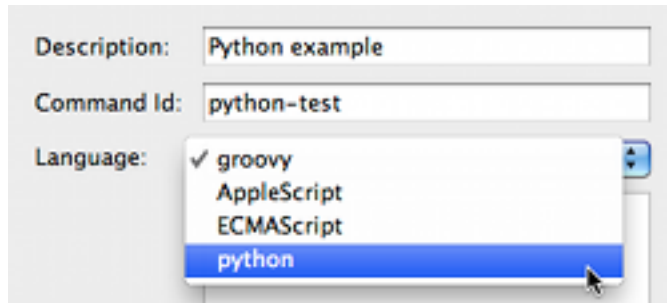 Description: Python example
Command Id: python-test
Language: ✓ groovy
AppleScript
ECMAScript
python